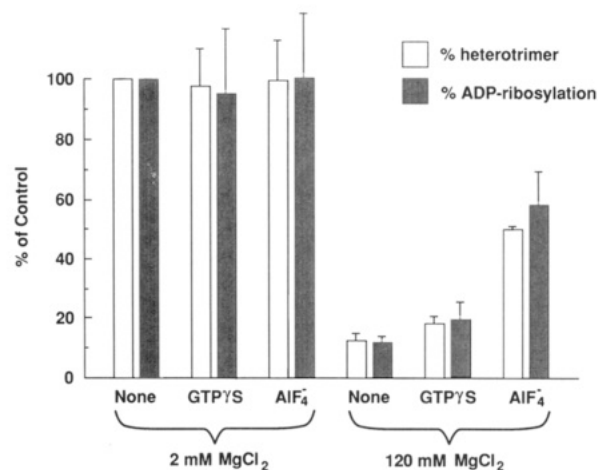 % heterotrimer
% ADP-ribosylation
% of Control
100
80
60
40
20
0
None GTPγS AlF₄⁻ None GTPγS AlF₄⁻
2 mM MgCl₂ 120 mM MgCl₂